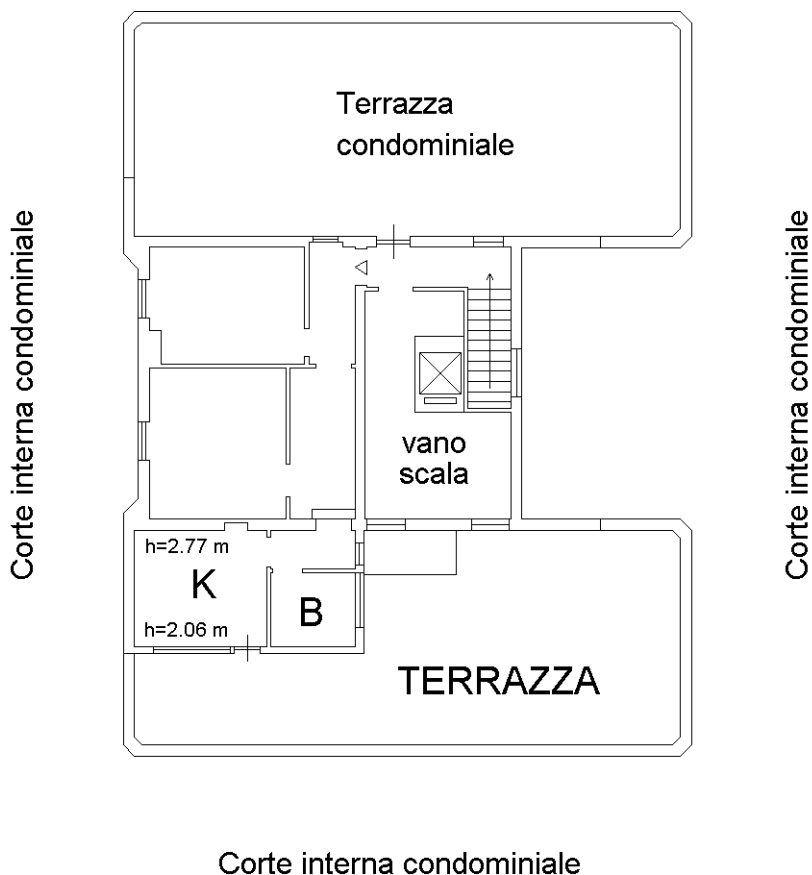 Terrazza
condominiale
Corte interna condominiale
Corte interna condominiale
vano
scala
h=2.77 m
K
h=2.06 m
B
TERRAZZA
Corte interna condominiale